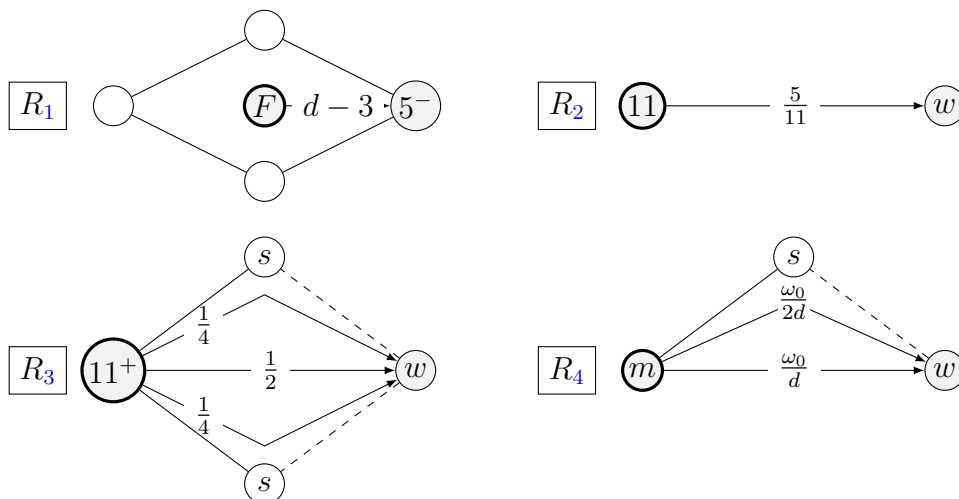 R₁ F d − 3 5⁻
R₂ 11 5/11 w
s
R₃ 11⁺ 1/4 1/2 1/4 w
s
s
R₄ m ω₀/2d ω₀/d w